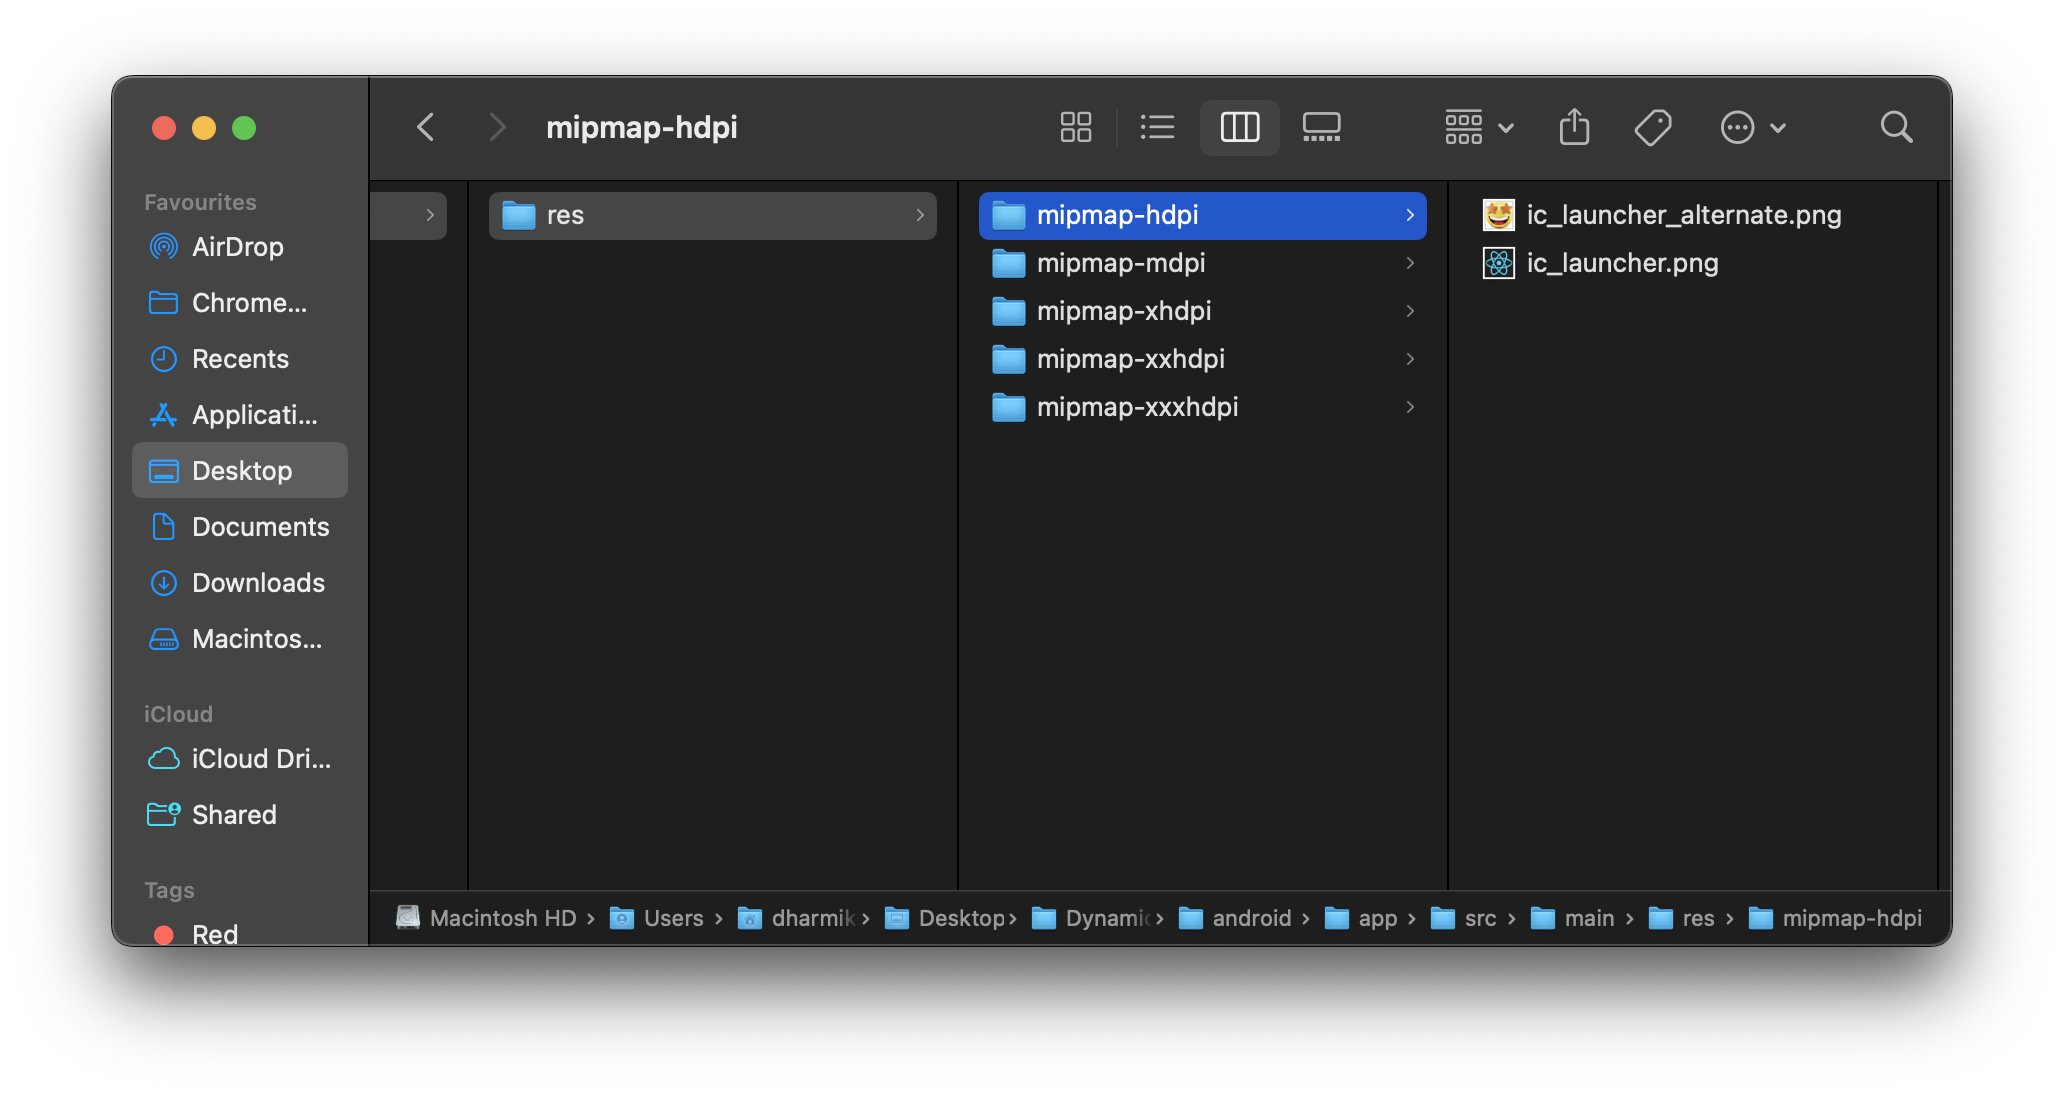 mipmap-hdpi
Favourites
AirDrop
Chrome...
Recents
Applicati...
Desktop
Documents
Downloads
Macintos...
iCloud
iCloud Dri...
Shared
Tags
Red
res
mipmap-hdpi
mipmap-mdpi
mipmap-xhdpi
mipmap-xxhdpi
mipmap-xxxhdpi
ic_launcher_alternate.png
ic_launcher.png
Macintosh HD › Users › dharmik › Desktop › Dynamic › android › app › src › main › res › mipmap-hdpi